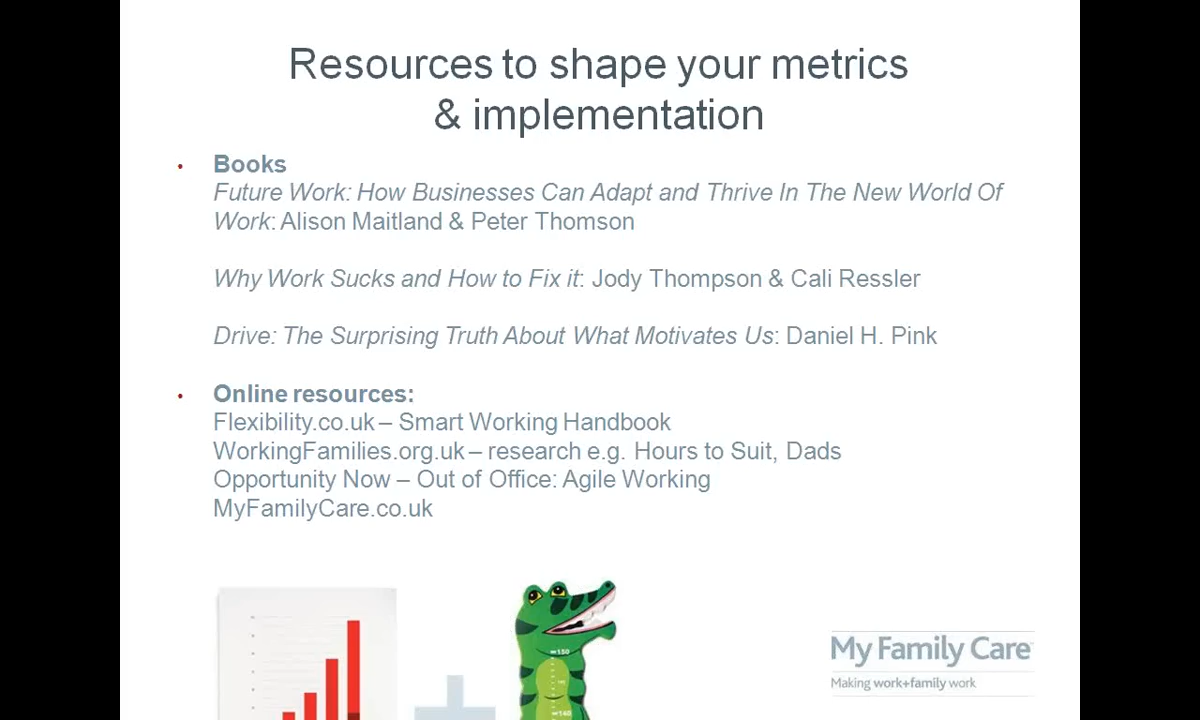 Resources to shape your metrics
& implementation
• Books
Future Work: How Businesses Can Adapt and Thrive In The New World Of
Work: Alison Maitland & Peter Thomson
Why Work Sucks and How to Fix it: Jody Thompson & Cali Ressler
Drive: The Surprising Truth About What Motivates Us: Daniel H. Pink
• Online resources:
Flexibility.co.uk – Smart Working Handbook
WorkingFamilies.org.uk – research e.g. Hours to Suit, Dads
Opportunity Now – Out of Office: Agile Working
MyFamilyCare.co.uk
150
140
My Family Care
Making work+family work